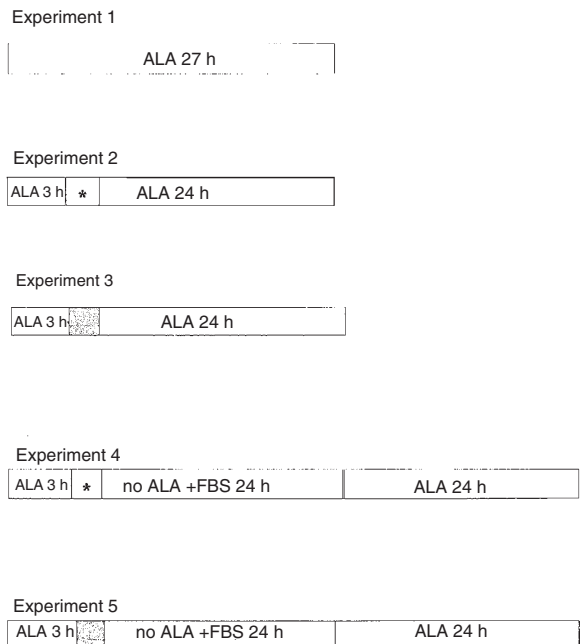 Experiment 1
ALA 27 h
Experiment 2
ALA 3 h * ALA 24 h
Experiment 3
ALA 3 h ALA 24 h
Experiment 4
ALA 3 h * no ALA +FBS 24 h ALA 24 h
Experiment 5
ALA 3 h no ALA +FBS 24 h ALA 24 h